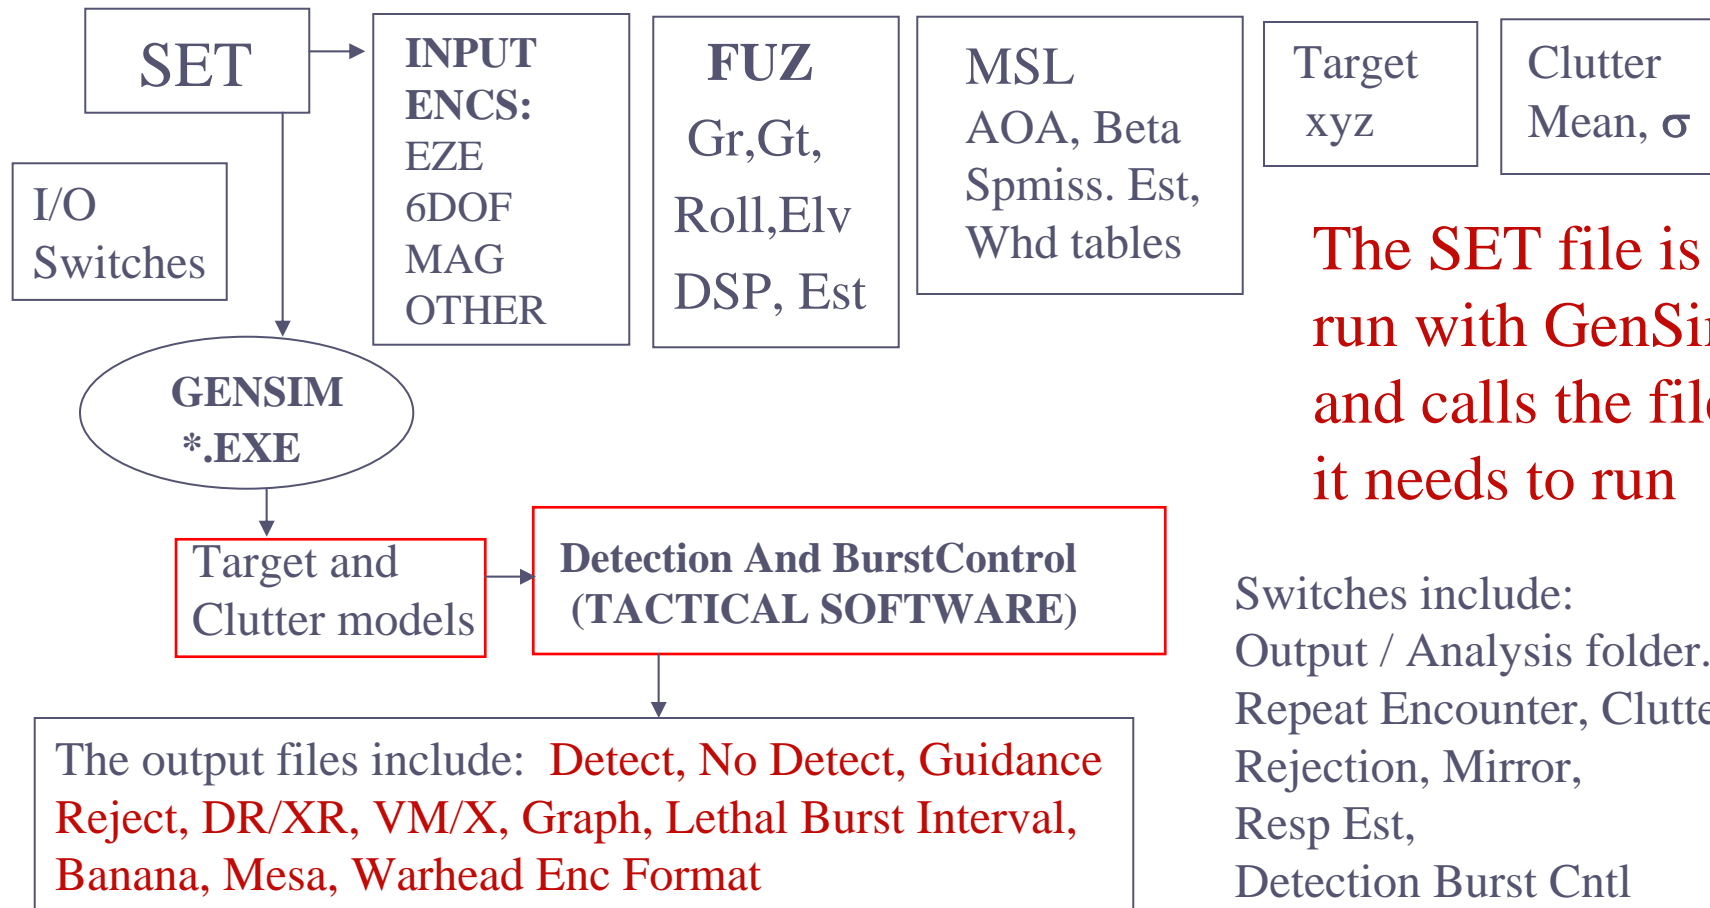 SET
INPUT
ENCS:
EZE
6DOF
MAG
OTHER
FUZ
Gr,Gt,
Roll,Elv
DSP, Est
MSL
AOA, Beta
Spmiss. Est,
Whd tables
Target
xyz
Clutter
Mean, σ
I/O
Switches
The SET file is
run with GenSi
and calls the fil
it needs to run
GENSIM
*.EXE
Target and
Clutter models
Detection And BurstControl
(TACTICAL SOFTWARE)
Switches include:
Output / Analysis folder.
Repeat Encounter, Clutte
Rejection, Mirror,
Resp Est,
Detection Burst Cntl
The output files include: Detect, No Detect, Guidance
Reject, DR/XR, VM/X, Graph, Lethal Burst Interval,
Banana, Mesa, Warhead Enc Format